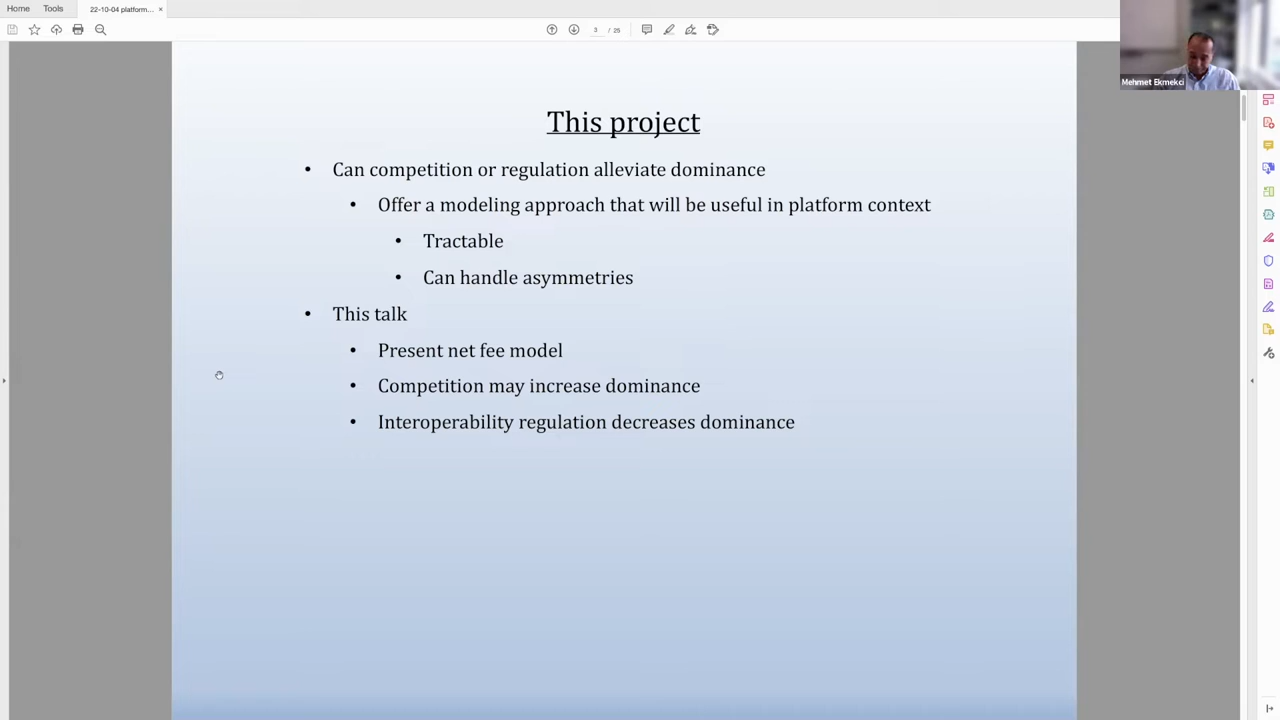 Home
Tools
22-10-04 platform... ×
3 / 25
Mehmet Ekmekci
This project
• Can competition or regulation alleviate dominance
• Offer a modeling approach that will be useful in platform context
• Tractable
• Can handle asymmetries
• This talk
• Present net fee model
• Competition may increase dominance
• Interoperability regulation decreases dominance